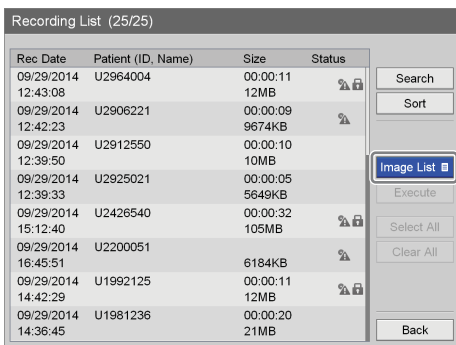 Recording List (25/25)
Rec Date Patient (ID, Name) Size Status
09/29/2014 U2964004 00:00:11
12:43:08 12MB
09/29/2014 U2906221 00:00:09
12:42:23 9674KB
09/29/2014 U2912550 00:00:10
12:39:50 10MB
09/29/2014 U2925021 00:00:05
12:39:33 5649KB
09/29/2014 U2426540 00:00:32
15:12:40 105MB
09/29/2014 U2200051
16:45:51 6184KB
09/29/2014 U1992125 00:00:11
14:42:29 12MB
09/29/2014 U1981236 00:00:20
14:36:45 21MB
Search
Sort
Image List
Execute
Select All
Clear All
Back